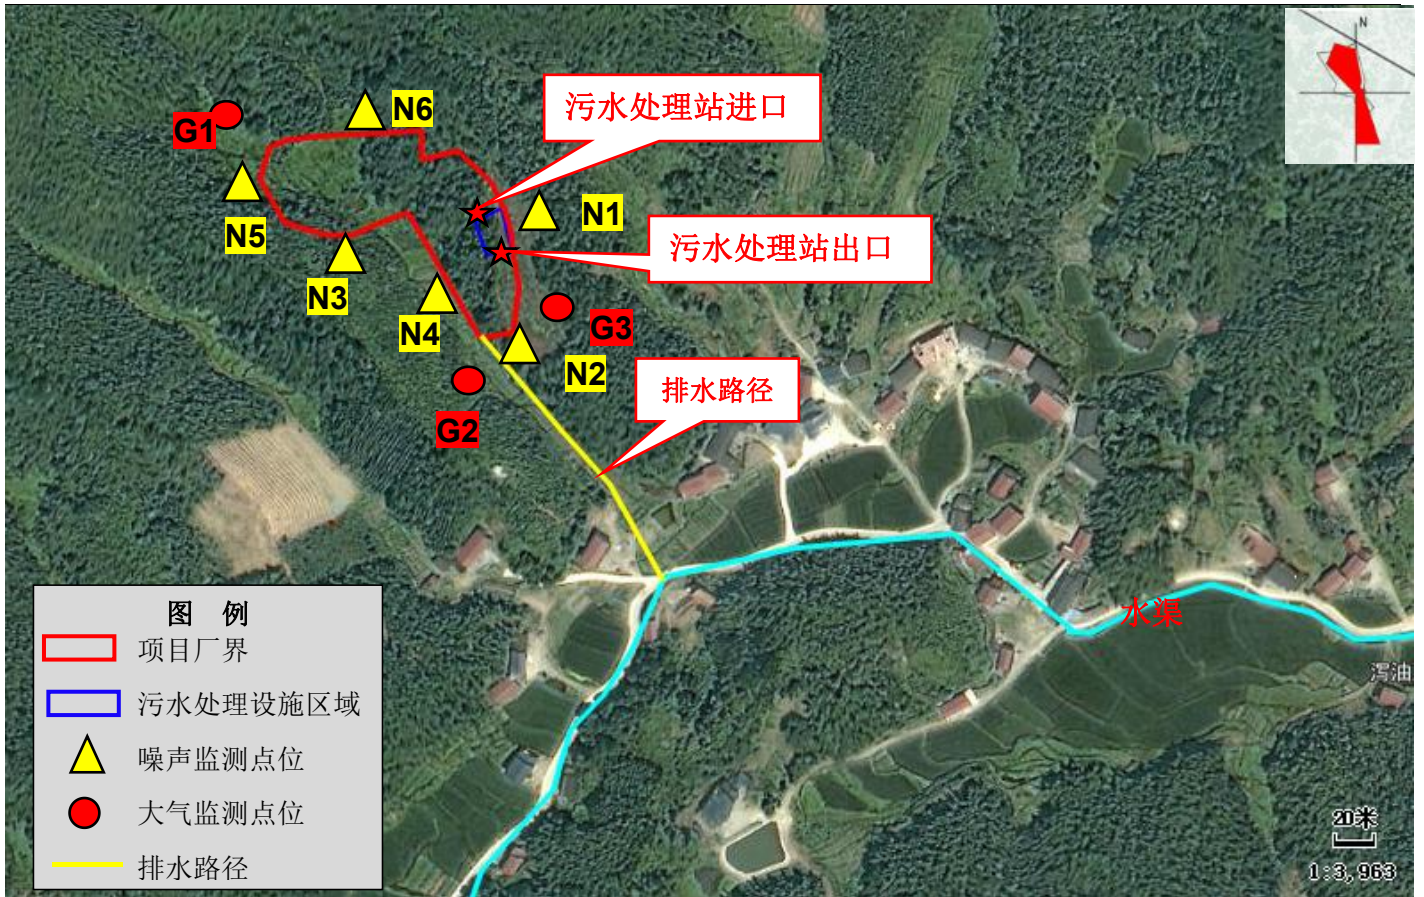 N
N6
污水处理站进口
G1
N1
N5
污水处理站出口
N3
N4
G3
N2
排水路径
G2
水渠
泻油
图 例
项目厂界
污水处理设施区域
噪声监测点位
大气监测点位
排水路径
20米
1:3,963